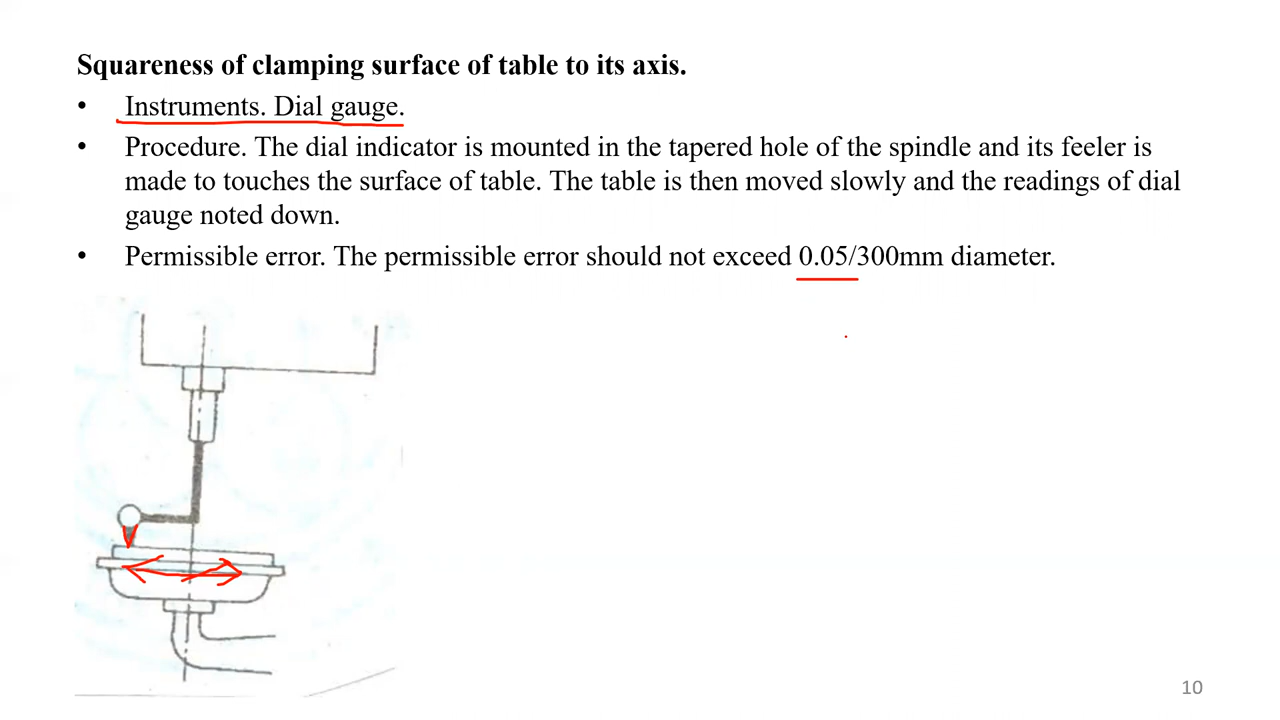 Squareness of clamping surface of table to its axis.
• Instruments. Dial gauge.
• Procedure. The dial indicator is mounted in the tapered hole of the spindle and its feeler is
made to touches the surface of table. The table is then moved slowly and the readings of dial
gauge noted down.
• Permissible error. The permissible error should not exceed 0.05/300mm diameter.
10